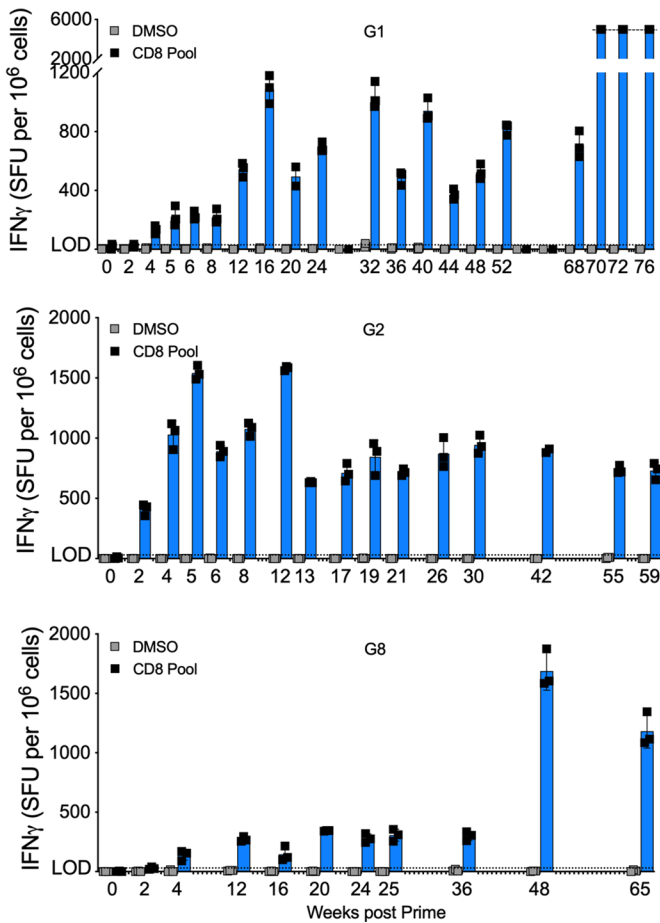 G1
DMSO
CD8 Pool
IFNγ (SFU per 10⁶ cells)
6000
4000
2000
1200
800
400
LOD
0 2 4 5 6 8 12 16 20 24 32 36 40 44 48 52 68 70 72 76
G2
DMSO
CD8 Pool
IFNγ (SFU per 10⁶ cells)
2000
1500
1000
500
LOD
0 2 4 5 6 8 12 13 17 19 21 26 30 42 55 59
G8
DMSO
CD8 Pool
IFNγ (SFU per 10⁶ cells)
2000
1500
1000
500
LOD
0 2 4 12 16 20 24 25 36 48 65
Weeks post Prime